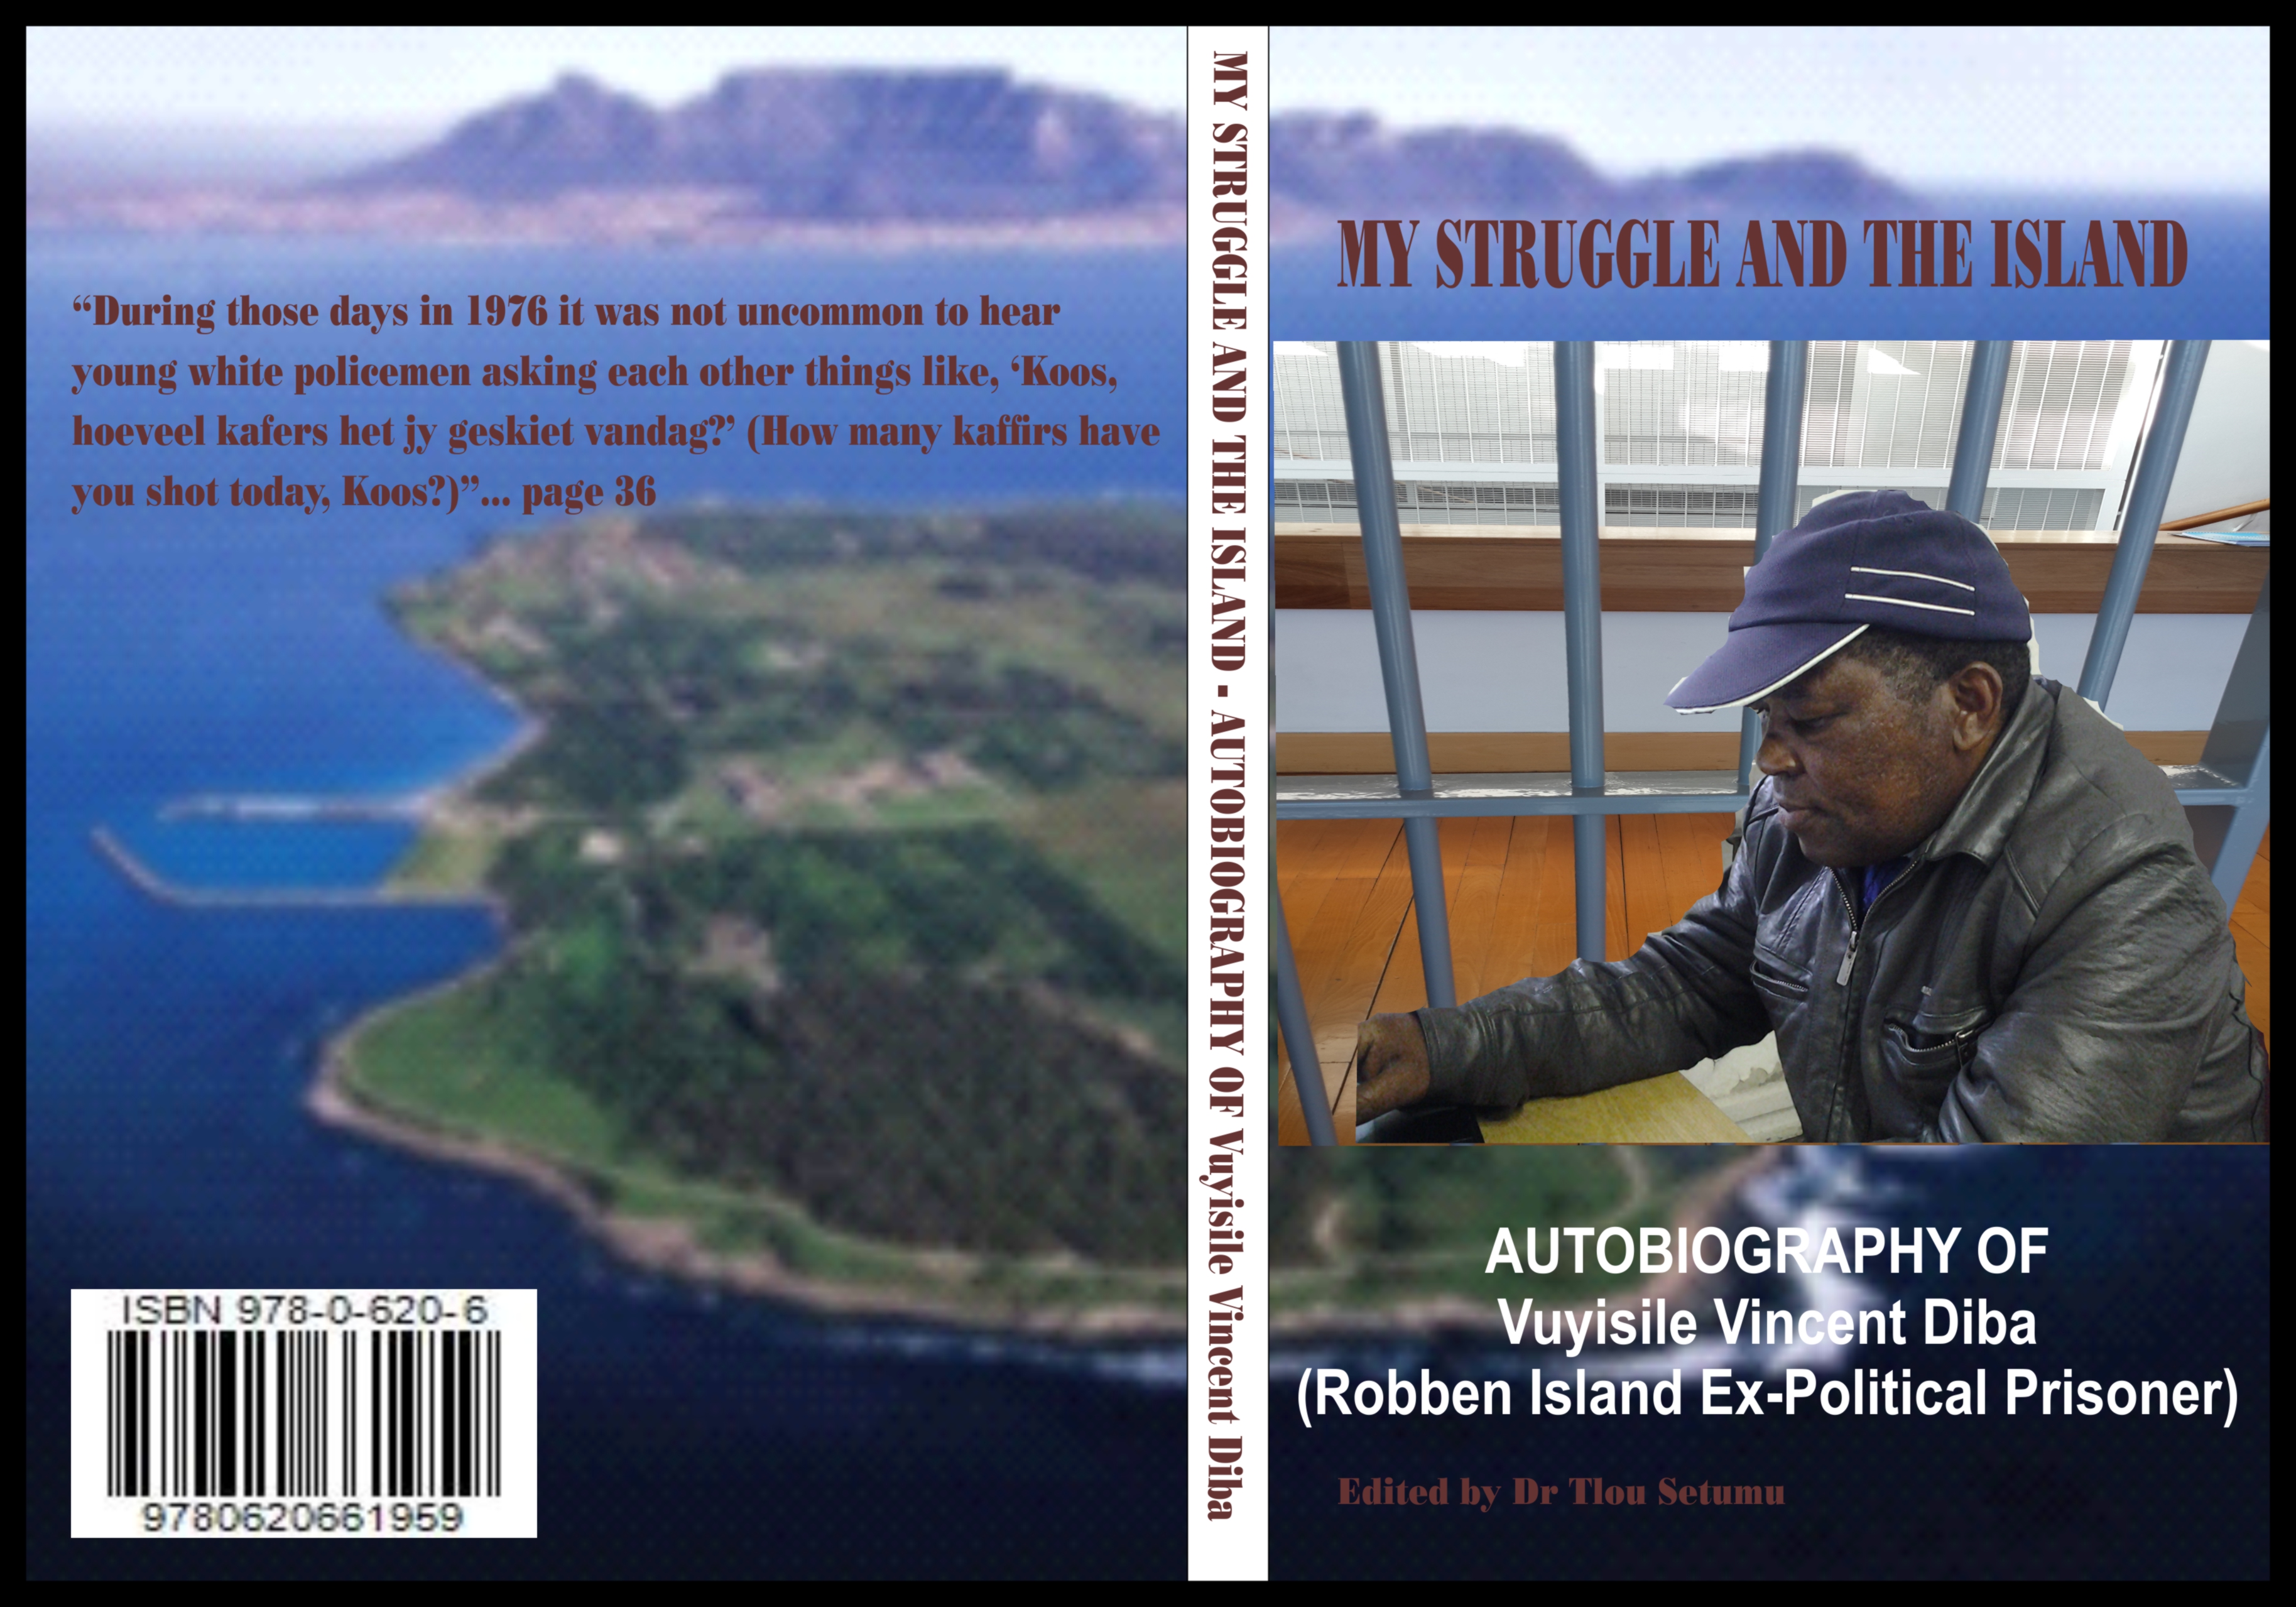 “During those days in 1976 it was not uncommon to hear
young white policemen asking each other things like, ‘Koos,
hoeveel kafers het jy geskiet vandag?’ (How many kaffirs have
you shot today, Koos?)”... page 36
ISBN 978-0-620-6
9780620661959
MY STRUGGLE AND THE ISLAND - AUTOBIOGRAPHY OF Vuyisile Vincent Diba
MY STRUGGLE AND THE ISLAND
AUTOBIOGRAPHY OF
Vuyisile Vincent Diba
(Robben Island Ex-Political Prisoner)
Edited by Dr Tlou Setumu